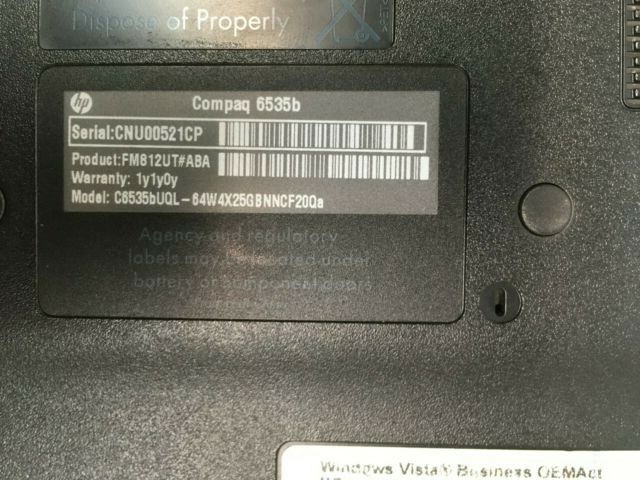 Dispose of Properly
hp
Compaq 6535b
Serial:CNU00521CP
Product:FM812UT#ABA
Warranty: 1y1y0y
Model: C6535bUQL-64W4X25GBNNCF20Qa
Agency and regulatory
labels may be located under
battery or component doors
Windows Vista® Business OEMAct